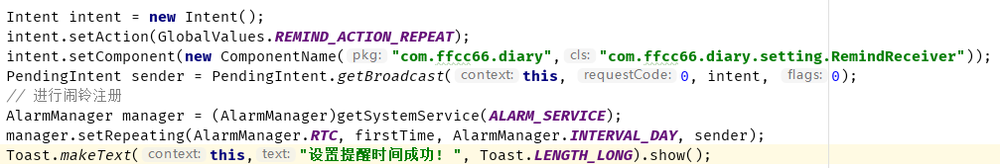 Intent intent = new Intent();
intent.setAction(GlobalValues.REMIND_ACTION_REPEAT);
intent.setComponent(new ComponentName( pkg: "com.ffcc66.diary", cls: "com.ffcc66.diary.setting.RemindReceiver"));
PendingIntent sender = PendingIntent.getBroadcast( context: this, requestCode: 0, intent, flags: 0);
// 进行闹铃注册
AlarmManager manager = (AlarmManager)getSystemService(ALARM_SERVICE);
manager.setRepeating(AlarmManager.RTC, firstTime, AlarmManager.INTERVAL_DAY, sender);
Toast.makeText( context: this, text: "设置提醒时间成功! ", Toast.LENGTH_LONG).show();